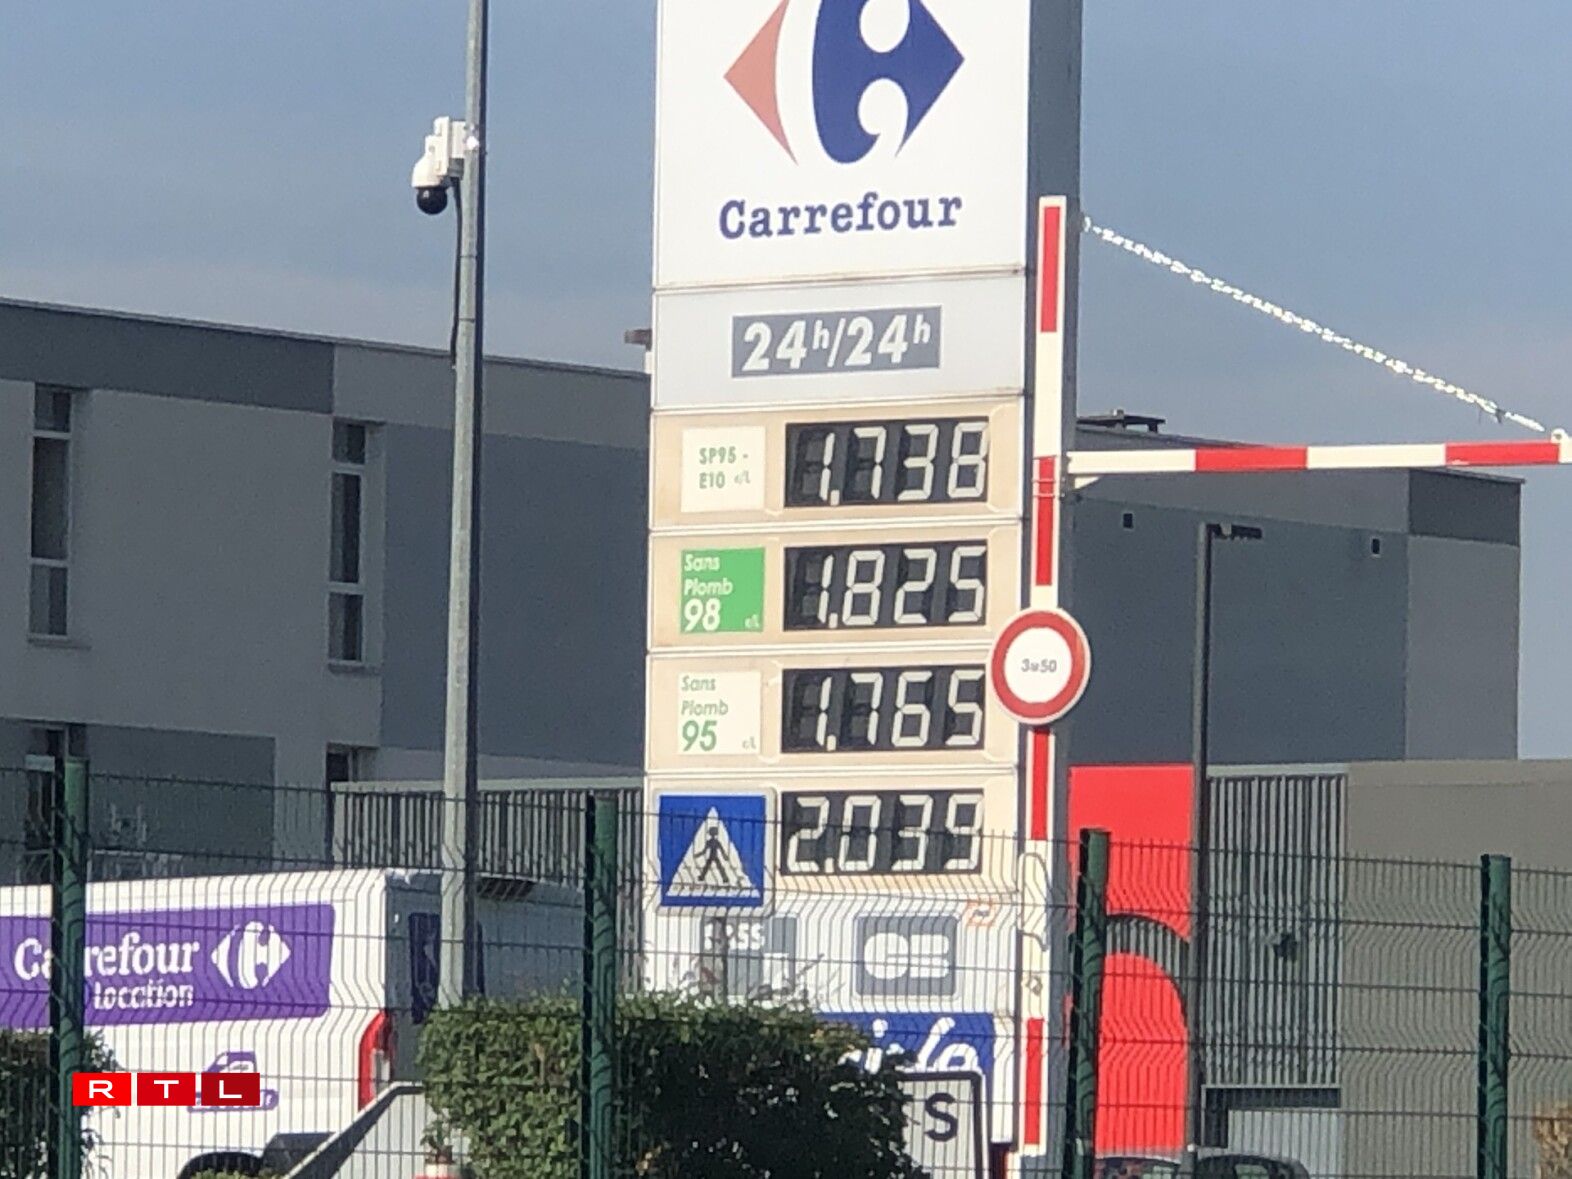 Carrefour
24h/24h
SP95 -
E10 €/L
1.738
Sans
Plomb
98 €/L
1.825
Sans
Plomb
95 €/L
1.765
3m50
2.039
Carrefour
location
RTL
S